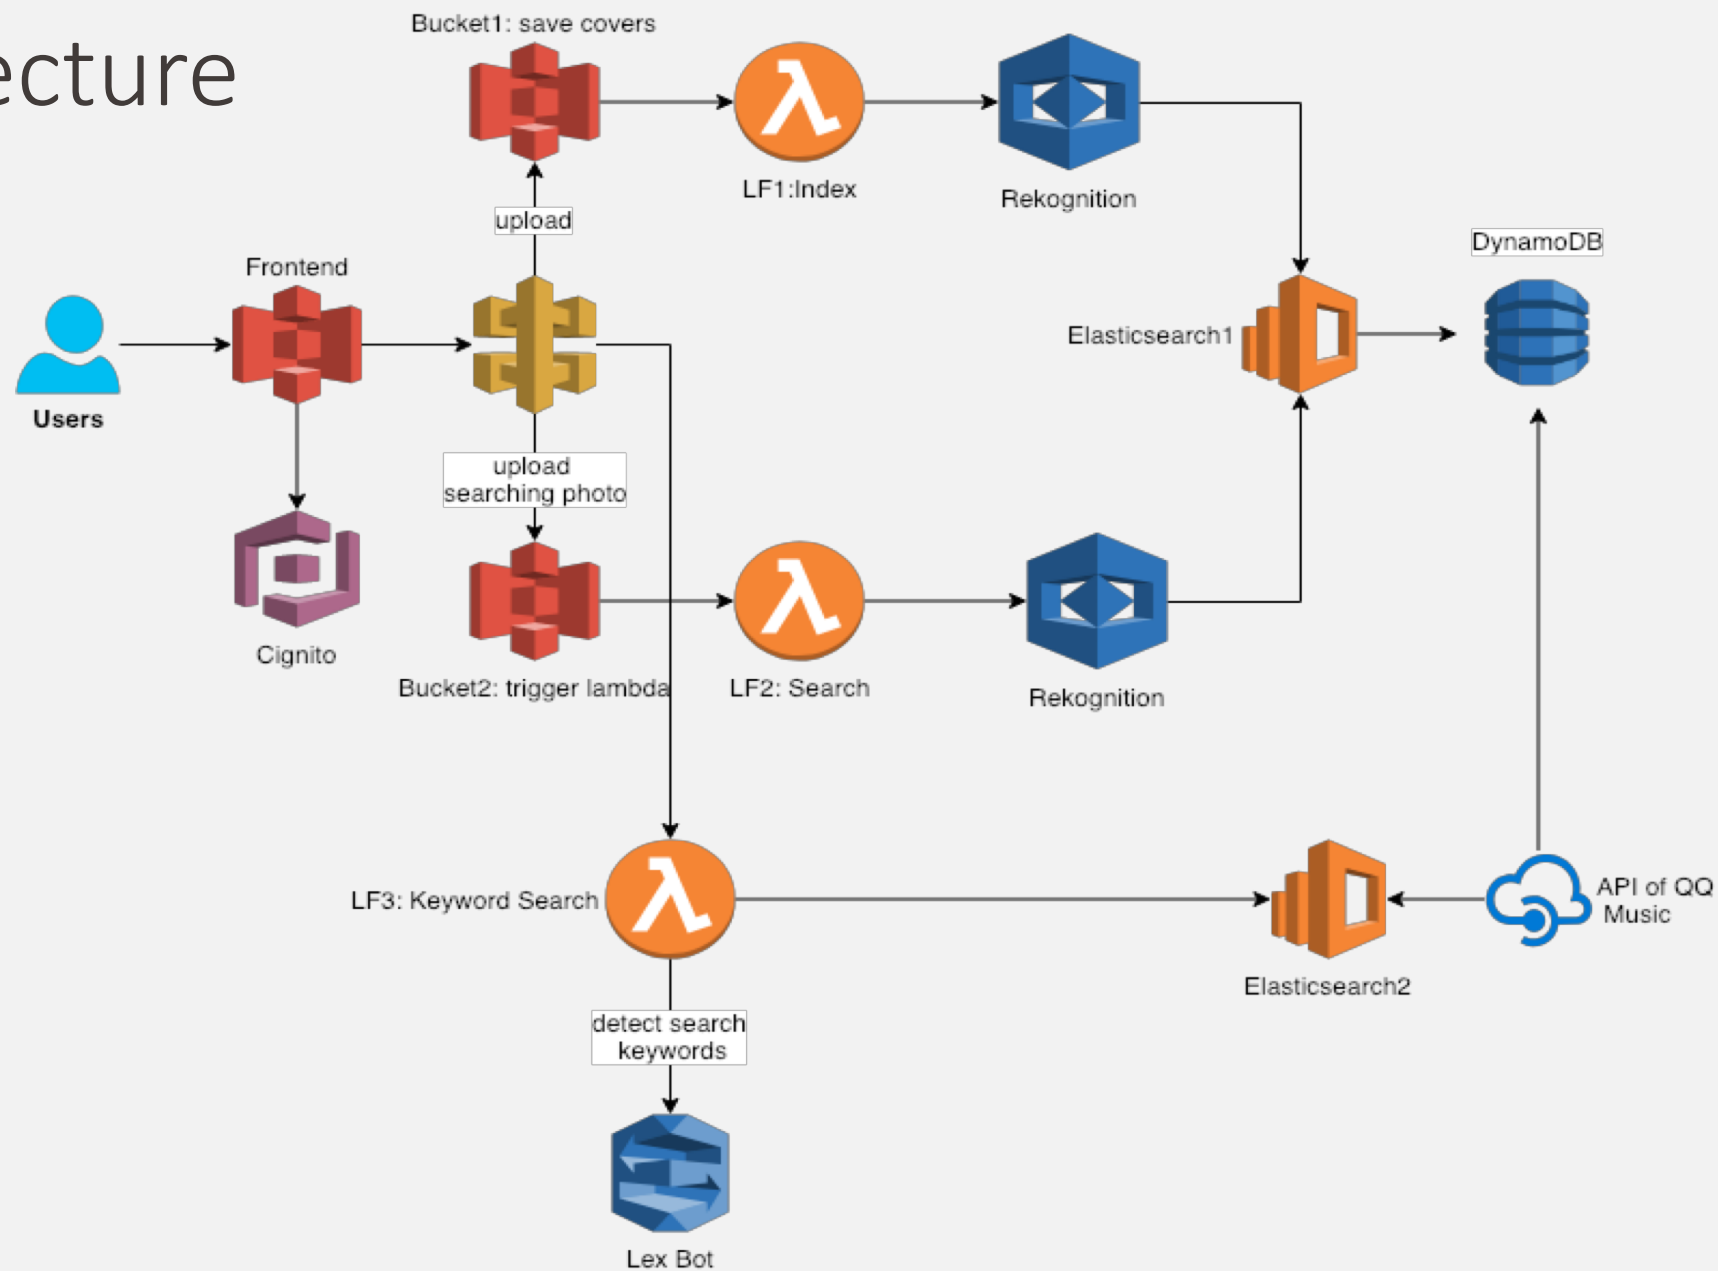 ecture
Bucket1: save covers
LF1:Index
Rekognition
upload
DynamoDB
Frontend
Elasticsearch1
Users
upload
searching photo
Cignito
Bucket2: trigger lambda
LF2: Search
Rekognition
LF3: Keyword Search
API of QQ
Music
Elasticsearch2
detect search
keywords
Lex Bot